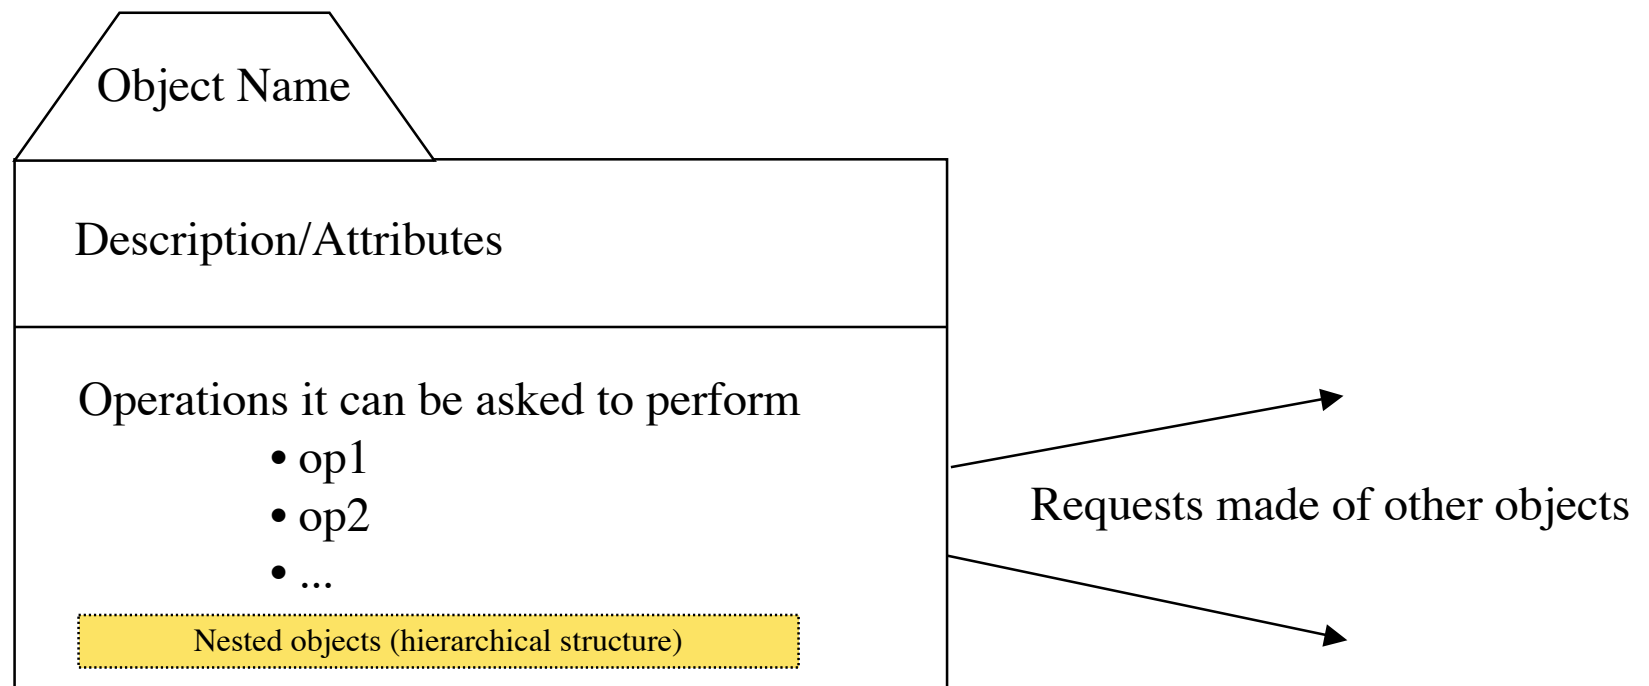 Object Name
Description/Attributes
Operations it can be asked to perform
• op1
• op2
• ...
Requests made of other objects
Nested objects (hierarchical structure)